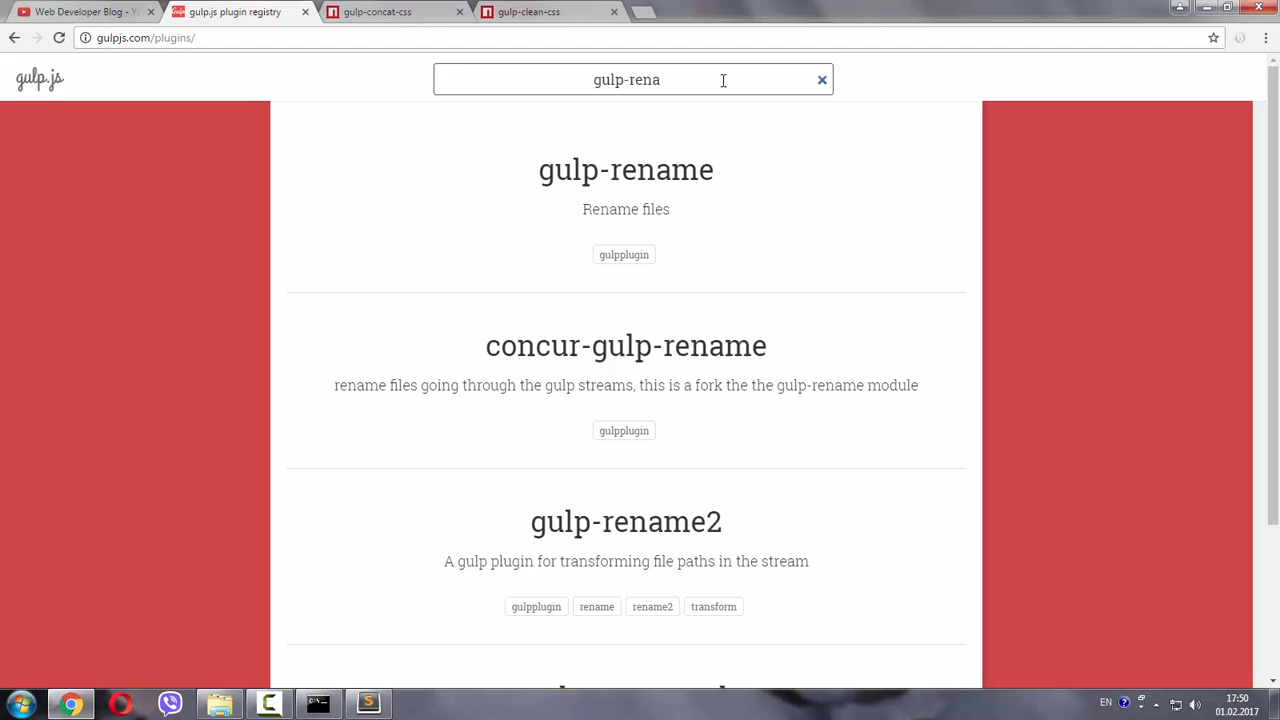 Web Developer Blog - Yo
gulp.js plugin registry
gulp-concat-css
gulp-clean-css
gulpjs.com/plugins/
gulp.js
gulp-rena
gulp-rename
Rename files
gulpplugin
concur-gulp-rename
rename files going through the gulp streams, this is a fork the the gulp-rename module
gulpplugin
gulp-rename2
A gulp plugin for transforming file paths in the stream
gulpplugin rename rename2 transform
EN
17:50
01.02.2017